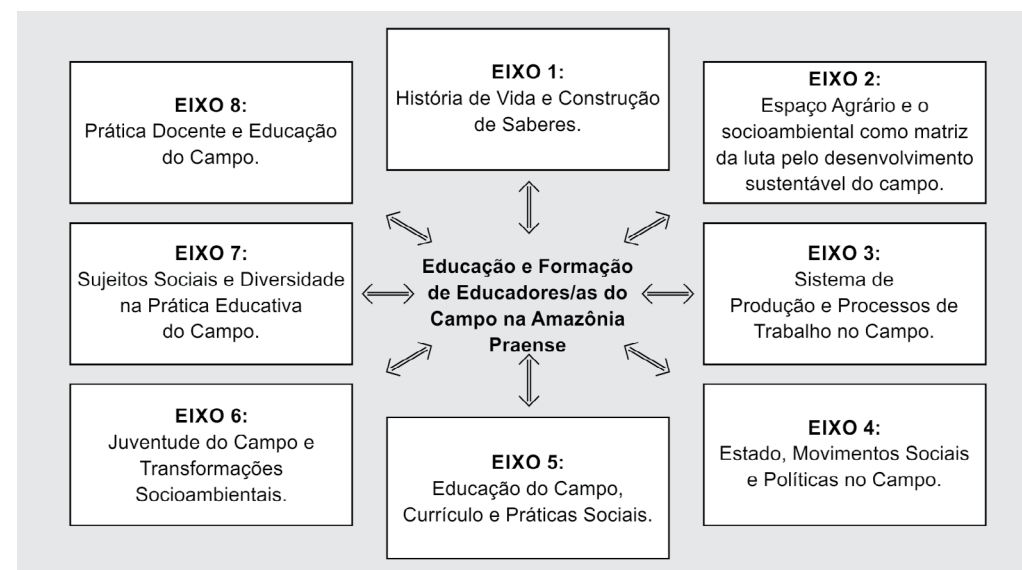 EIXO 1:
História de Vida e Construção
de Saberes.
EIXO 2:
Espaço Agrário e o
socioambiental como matriz
da luta pelo desenvolvimento
sustentável do campo.
EIXO 3:
Sistema de
Produção e Processos de
Trabalho no Campo.
EIXO 4:
Estado, Movimentos Sociais
e Políticas no Campo.
EIXO 5:
Educação do Campo,
Currículo e Práticas Sociais.
EIXO 6:
Juventude do Campo e
Transformações
Socioambientais.
EIXO 7:
Sujeitos Sociais e Diversidade
na Prática Educativa
do Campo.
EIXO 8:
Prática Docente e Educação
do Campo.
Educação e Formação
de Educadores/as do
Campo na Amazônia
Praense